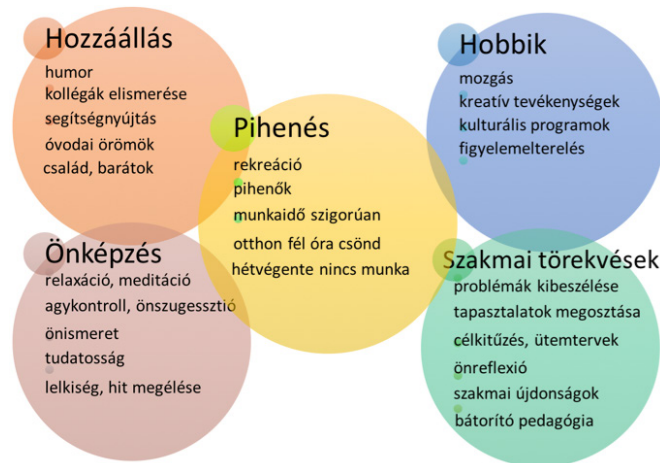 Hozzáállás
humor
kollégák elismerése
segítségnyújtás
óvodai örömök
család, barátok
Hobbik
mozgás
kreatív tevékenységek
kulturális programok
figyelemelterelés
Pihenés
rekreáció
pihenők
munkaidő szigorúan
otthon fél óra csönd
hétvégente nincs munka
Önképzés
relaxáció, meditáció
agykontroll, önszugessztió
önismeret
tudatosság
lelkiség, hit megélése
Szakmai törekvések
problémák kibeszélése
tapasztalatok megosztása
célkitűzés, ütemtervek
önreflexió
szakmai újdonságok
bátorító pedagógia